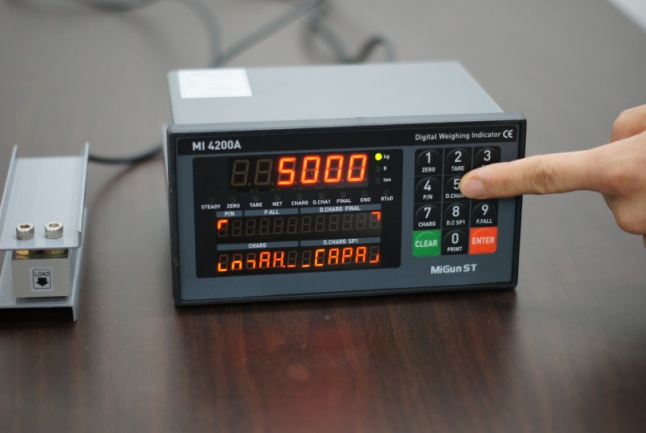 MI 4200A
Digital Weighing Indicator CE
5000
kg
g
ton
STEADY ZERO TARE NET CHARG D.CHA1 FINAL END RTxD
P/N F.ALL D.CHARG FINAL
CHARG D.CHARG SP1
CAPA
1 ZERO
2 TARE
3
4 P/N
5
7 CHARG
8 D.C SP1
9 F.FALL
CLEAR
0 PRINT
ENTER
MiGun ST
LOAD